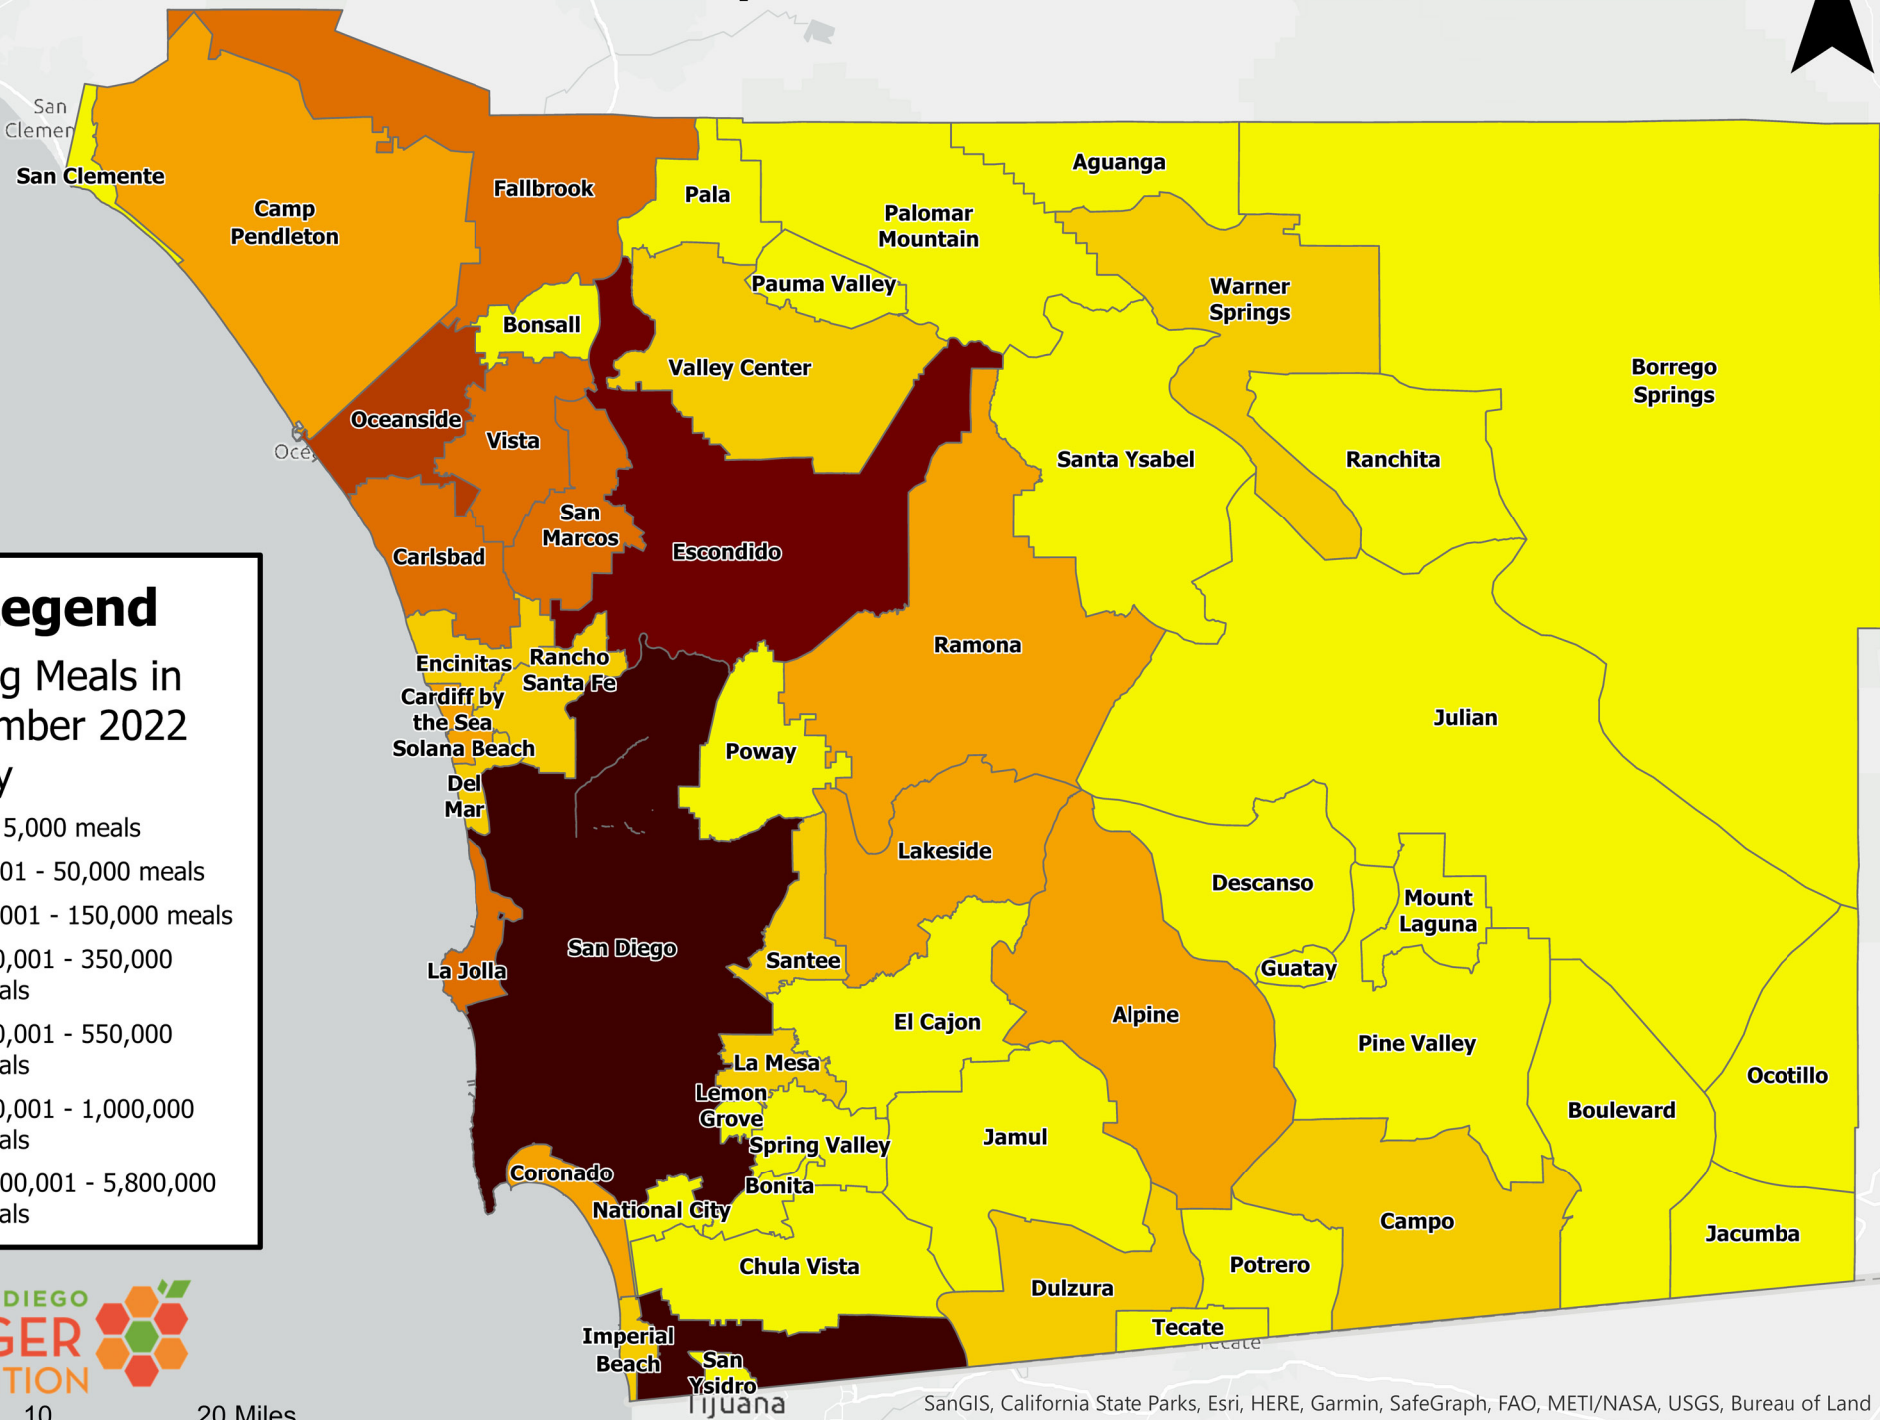 San
Clemen
San Clemente
Camp
Pendleton
Fallbrook
Pala
Palomar
Mountain
Aguanga
Pauma Valley
Warner
Springs
Bonsall
Valley Center
Borrego
Springs
Oceanside
Oce
Vista
Santa Ysabel
Ranchita
San
Marcos
Carlsbad
Escondido
Ramona
Encinitas
Rancho
Santa Fe
Cardiff by
the Sea
Solana Beach
Julian
Poway
Del
Mar
Lakeside
Descanso
Mount
Laguna
San Diego
Santee
La Jolla
Guatay
El Cajon
Alpine
Pine Valley
La Mesa
Ocotillo
Lemon
Grove
Boulevard
Spring Valley
Jamul
Coronado
Bonita
National City
Campo
Jacumba
Chula Vista
Potrero
Dulzura
Tecate
Tecate
Imperial
Beach
San
Ysidro
Tijuana
egend
g Meals in
mber 2022
y
5,000 meals
01 - 50,000 meals
001 - 150,000 meals
0,001 - 350,000
als
0,001 - 550,000
als
0,001 - 1,000,000
als
00,001 - 5,800,000
als
DIEGO
GER
TION
10 20 Miles
SanGIS, California State Parks, Esri, HERE, Garmin, SafeGraph, FAO, METI/NASA, USGS, Bureau of Land